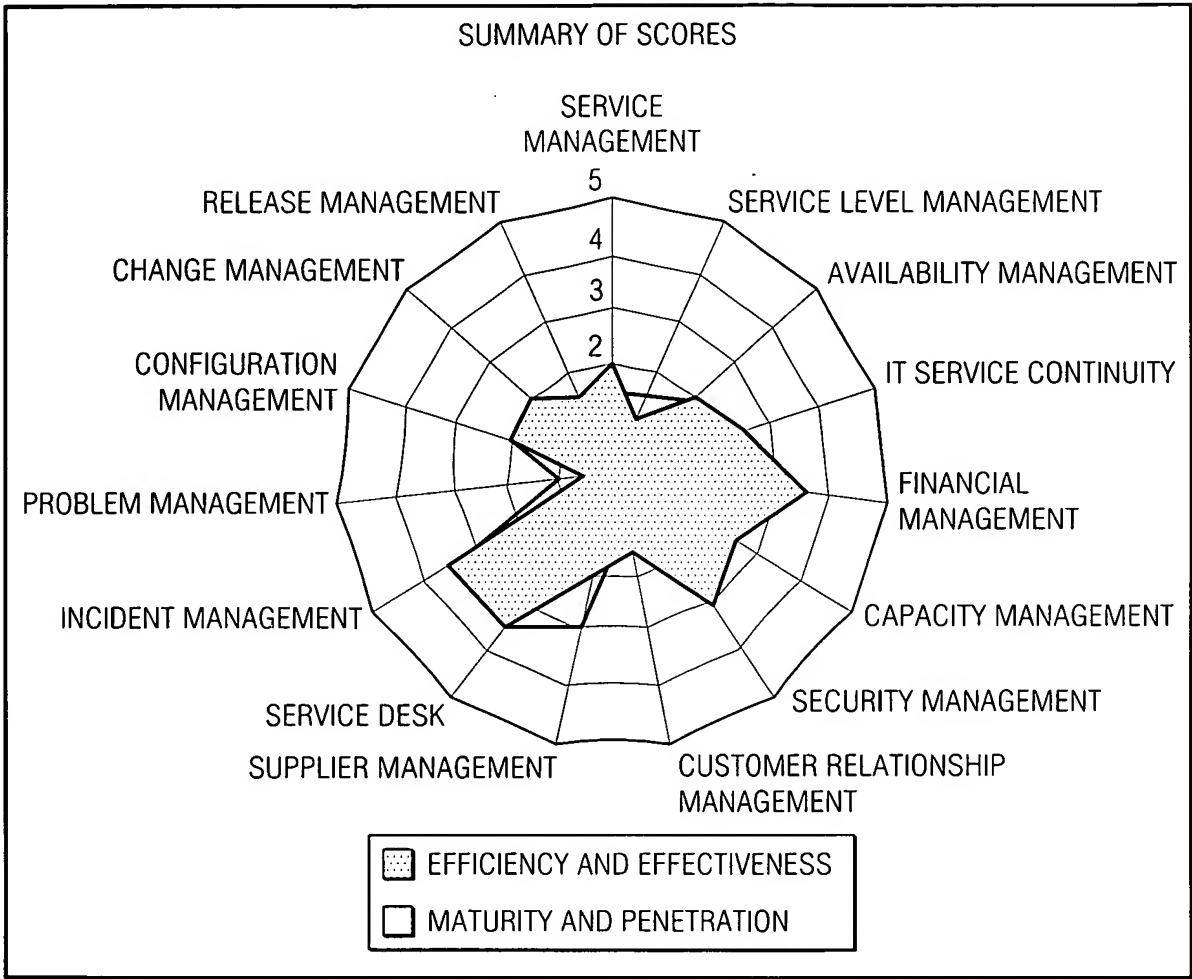 SUMMARY OF SCORES
SERVICE
MANAGEMENT
RELEASE MANAGEMENT
5
SERVICE LEVEL MANAGEMENT
4
CHANGE MANAGEMENT
AVAILABILITY MANAGEMENT
3
2
CONFIGURATION
MANAGEMENT
IT SERVICE CONTINUITY
PROBLEM MANAGEMENT
FINANCIAL
MANAGEMENT
INCIDENT MANAGEMENT
CAPACITY MANAGEMENT
SERVICE DESK
SECURITY MANAGEMENT
SUPPLIER MANAGEMENT
CUSTOMER RELATIONSHIP
MANAGEMENT
EFFICIENCY AND EFFECTIVENESS
MATURITY AND PENETRATION